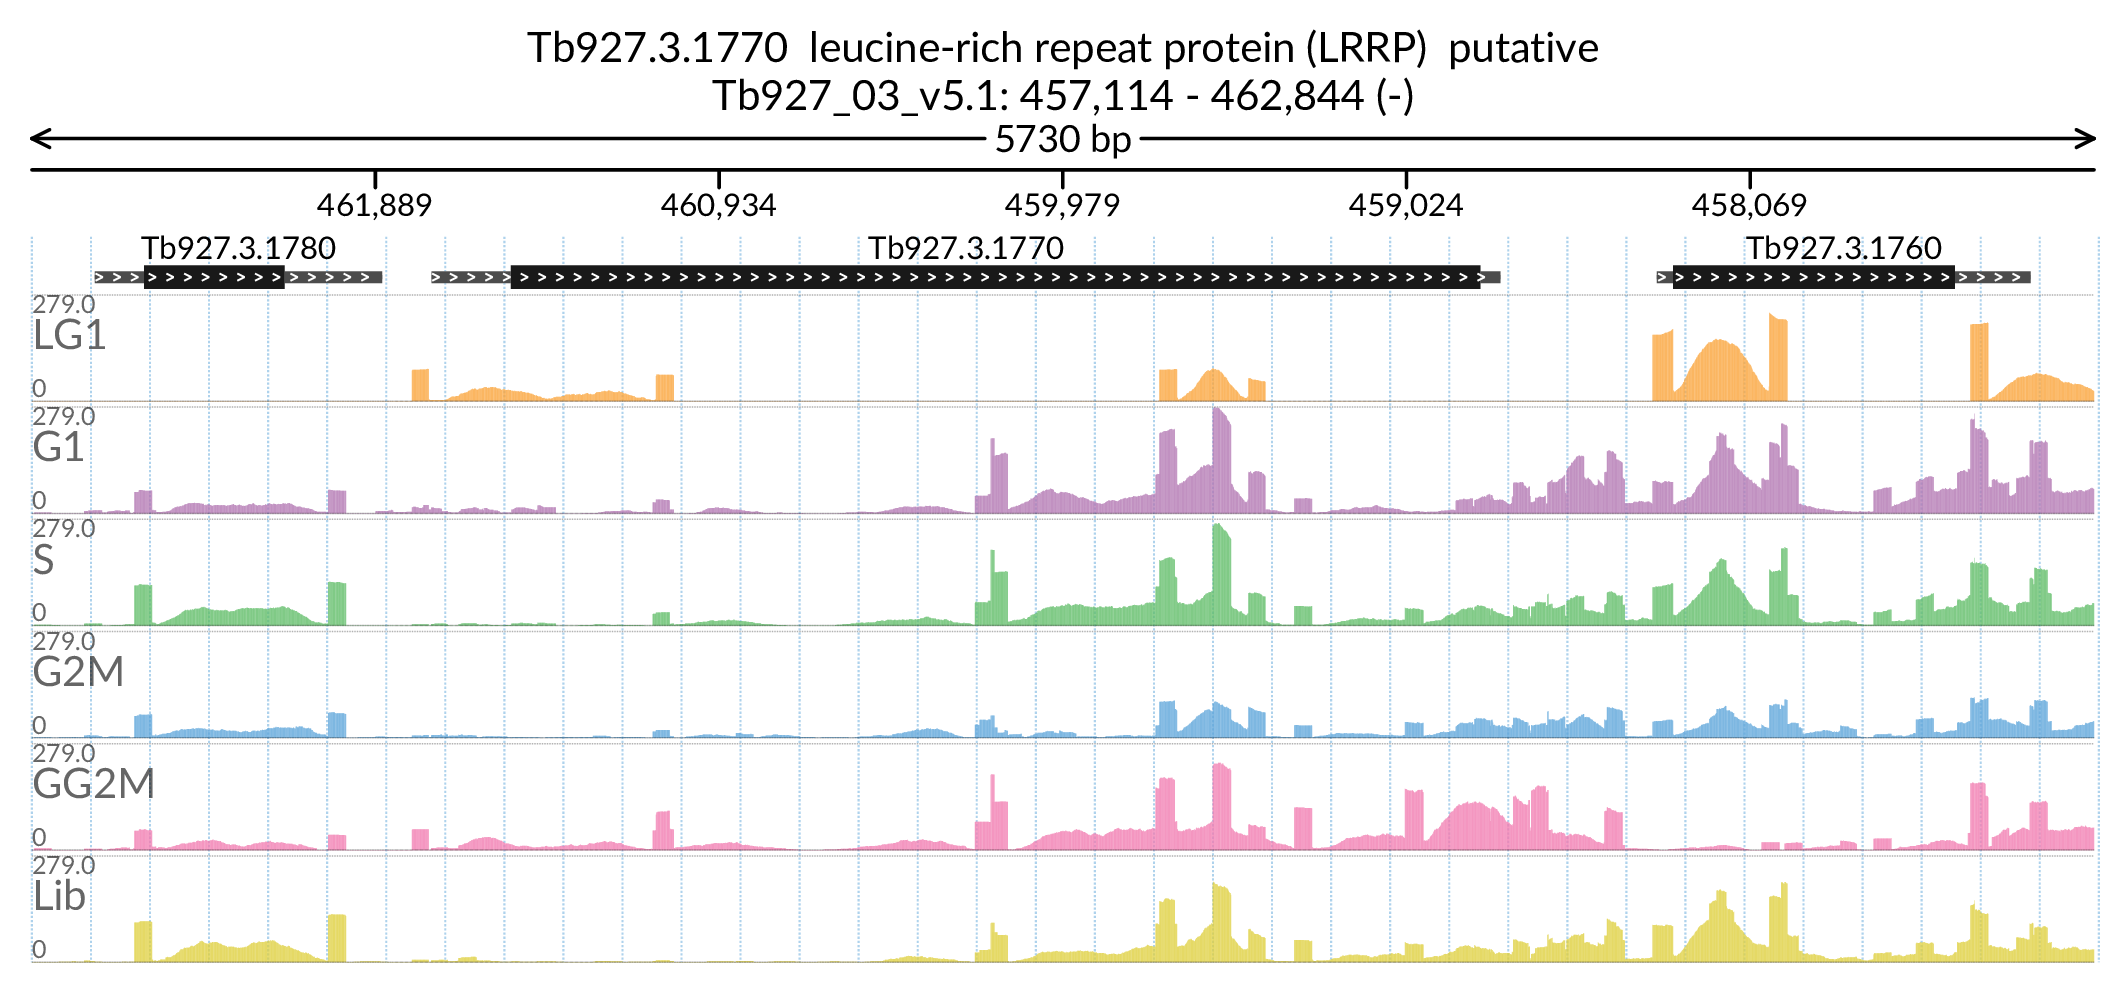 Tb927.3.1770  leucine-rich repeat protein (LRRP)  putative
Tb927_03_v5.1: 457,114 - 462,844 (-)
5730 bp
461,889 460,934 459,979 459,024 458,069
Tb927.3.1780 Tb927.3.1770 Tb927.3.1760
279.0
LG1
0
279.0
G1
0
279.0
S
0
279.0
G2M
0
279.0
GG2M
0
279.0
Lib
0